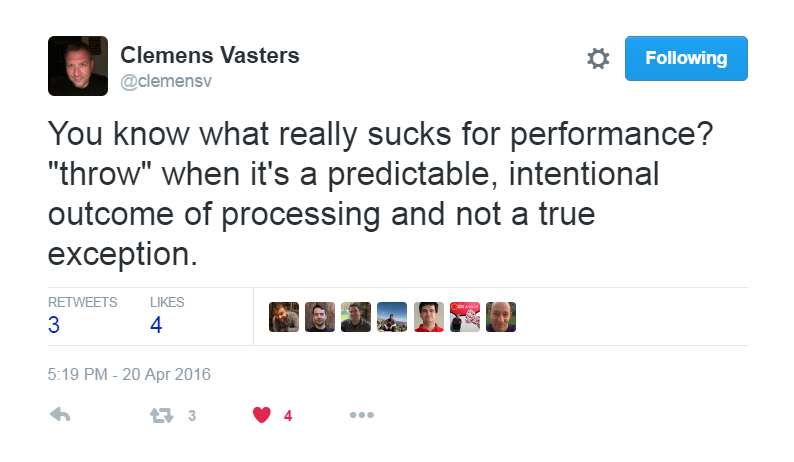 Clemens Vasters
@clemensv
Following
You know what really sucks for performance?
"throw" when it's a predictable, intentional
outcome of processing and not a true
exception.
RETWEETS LIKES
3 4
5:19 PM - 20 Apr 2016
3 4